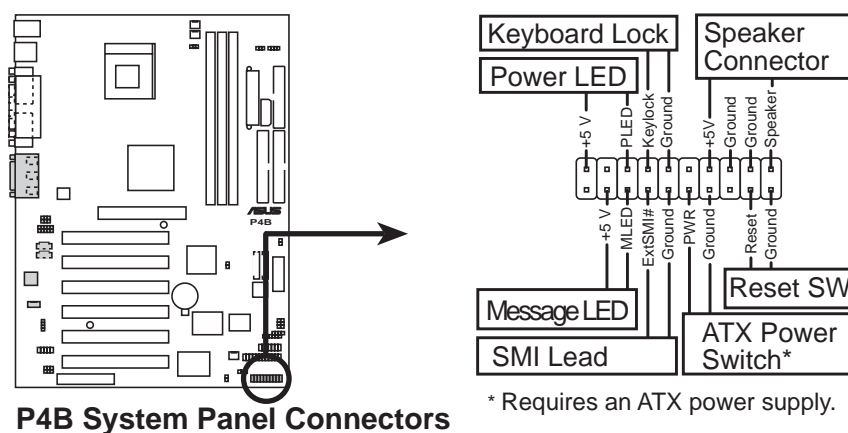 Keyboard Lock
Power LED
Speaker
Connector
+5 V
PLED
Keylock
Ground
+5V
Ground
Ground
Speaker
ASUS
P4B
+5 V
MLED
ExtSMI#
Ground
PWR
Ground
Reset
Ground
Message LED
SMI Lead
Reset SW
ATX Power
Switch*
* Requires an ATX power supply.
P4B System Panel Connectors